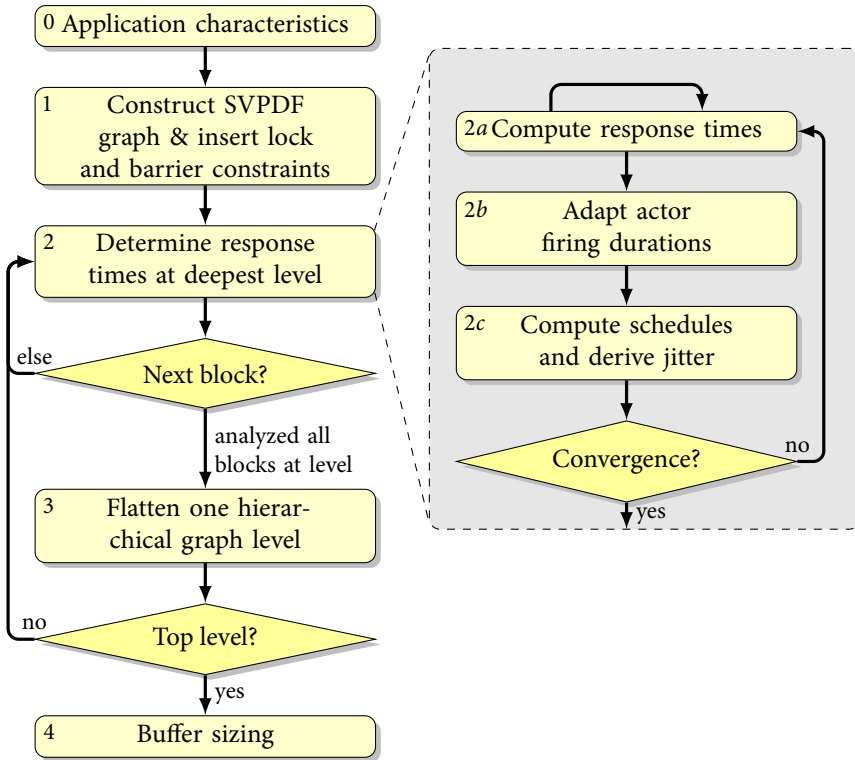 0 Application characteristics
1 Construct SVPDF
graph & insert lock
and barrier constraints
2 Determine response
times at deepest level
else
Next block?
analyzed all
blocks at level
3 Flatten one hierar-
chical graph level
no
Top level?
yes
4 Buffer sizing
2a Compute response times
2b Adapt actor
firing durations
2c Compute schedules
and derive jitter
no
Convergence?
yes